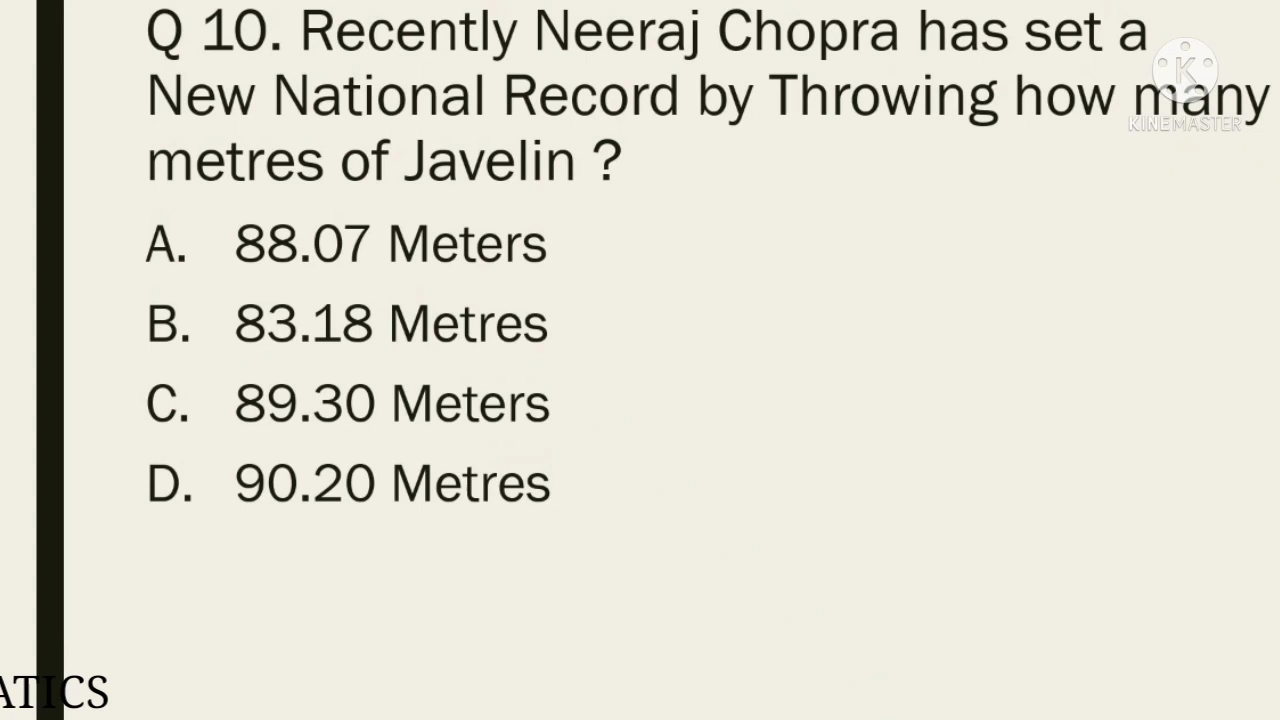 Q 10. Recently Neeraj Chopra has set a
New National Record by Throwing how many
metres of Javelin ?
A. 88.07 Meters
B. 83.18 Metres
C. 89.30 Meters
D. 90.20 Metres
K
KINEMASTER
ATICS